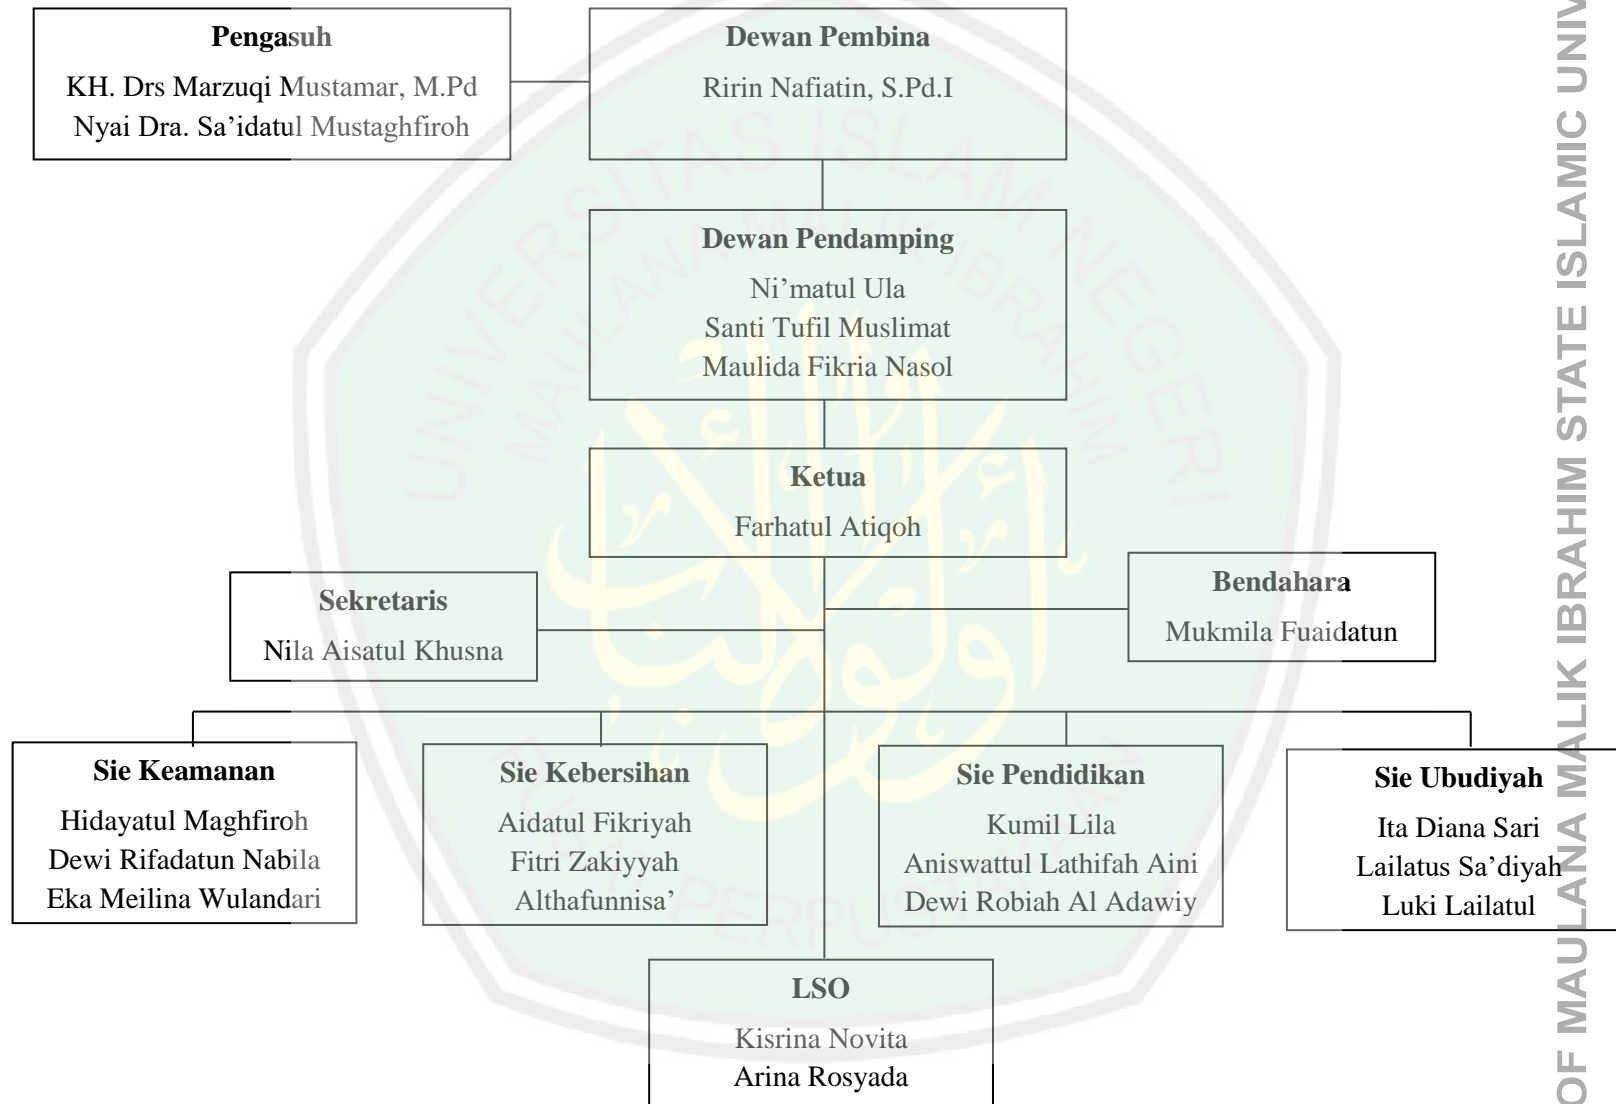 Pengasuh
KH. Drs Marzuqi Mustamar, M.Pd
Nyai Dra. Sa’idatul Mustaghfiroh
Dewan Pembina
Ririn Nafiatin, S.Pd.I
Dewan Pendamping
Ni’matul Ula
Santi Tufil Muslimat
Maulida Fikria Nasol
Ketua
Farhatul Atiqoh
Sekretaris
Nila Aisatul Khusna
Bendahara
Mukmila Fuaidatun
Sie Keamanan
Hidayatul Maghfiroh
Dewi Rifadatun Nabila
Eka Meilina Wulandari
Sie Kebersihan
Aidatul Fikriyah
Fitri Zakiyyah
Althafunnisa’
Sie Pendidikan
Kumil Lila
Aniswattul Lathifah Aini
Dewi Robiah Al Adawiy
Sie Ubudiyah
Ita Diana Sari
Lailatus Sa’diyah
Luki Lailatul
LSO
Kisrina Novita
Arina Rosyada
UNIVERSITAS ISLAM NEGERI
MAULANA MALIK IBRAHIM
PUSAT PERPUSTAKAAN
OF MAULANA MALIK IBRAHIM STATE ISLAMIC UNIV